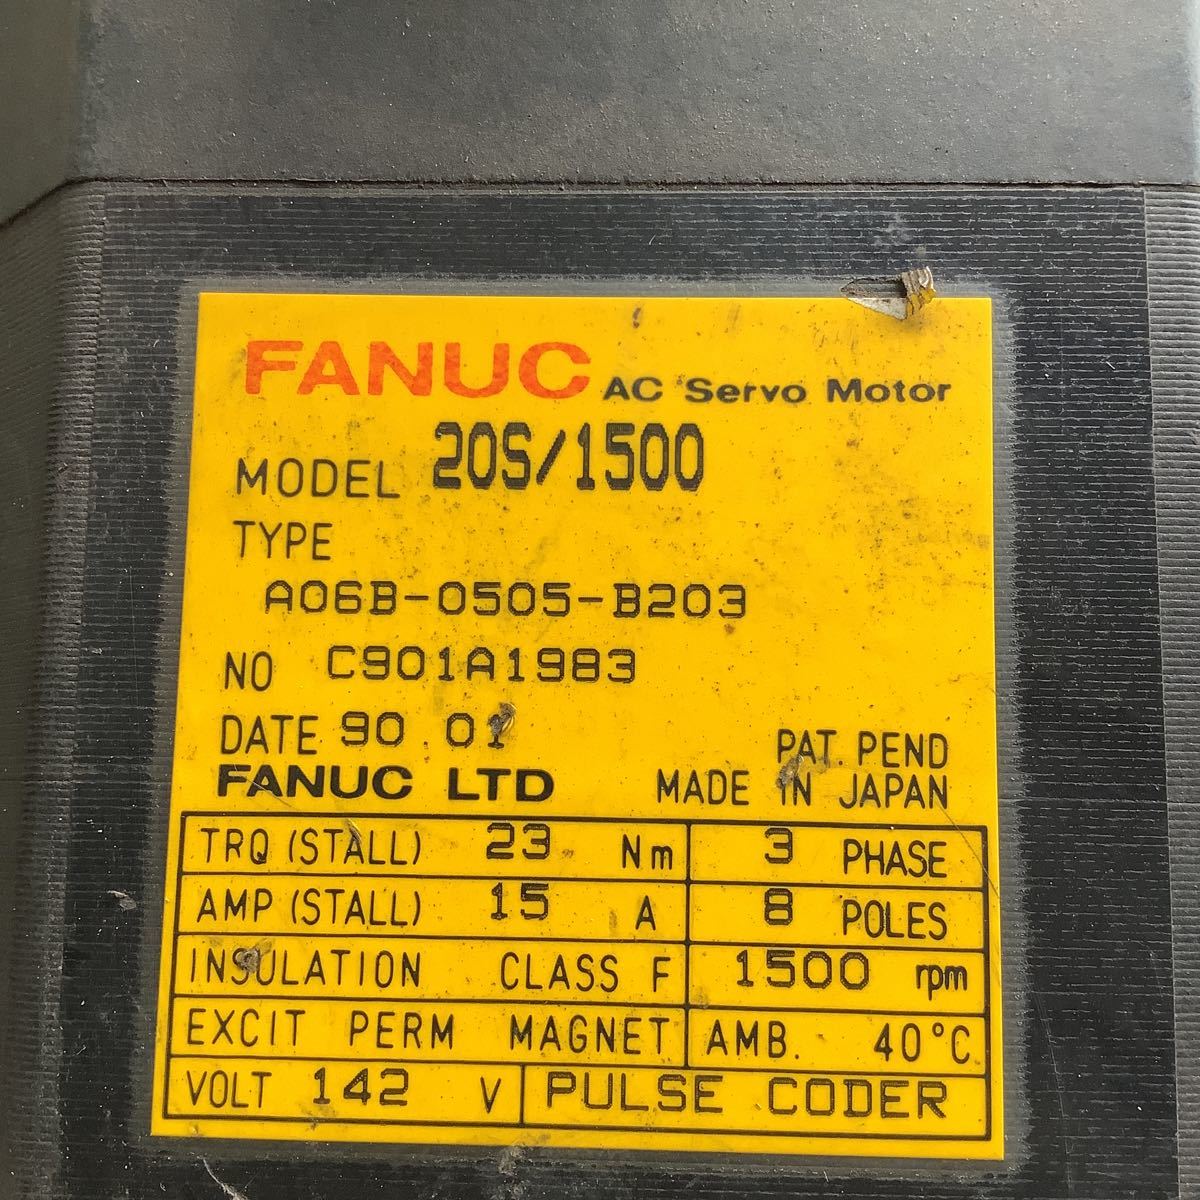 FANUC AC Servo Motor
MODEL 20S/1500
TYPE
A06B-0505-B203
NO C901A1983
DATE 90.01
PAT. PEND
FANUC LTD MADE IN JAPAN
TRQ (STALL) 23 Nm 3 PHASE
AMP (STALL) 15 A 8 POLES
INSULATION CLASS F 1500 rpm
EXCIT PERM MAGNET AMB. 40°C
VOLT 142 V PULSE CODER